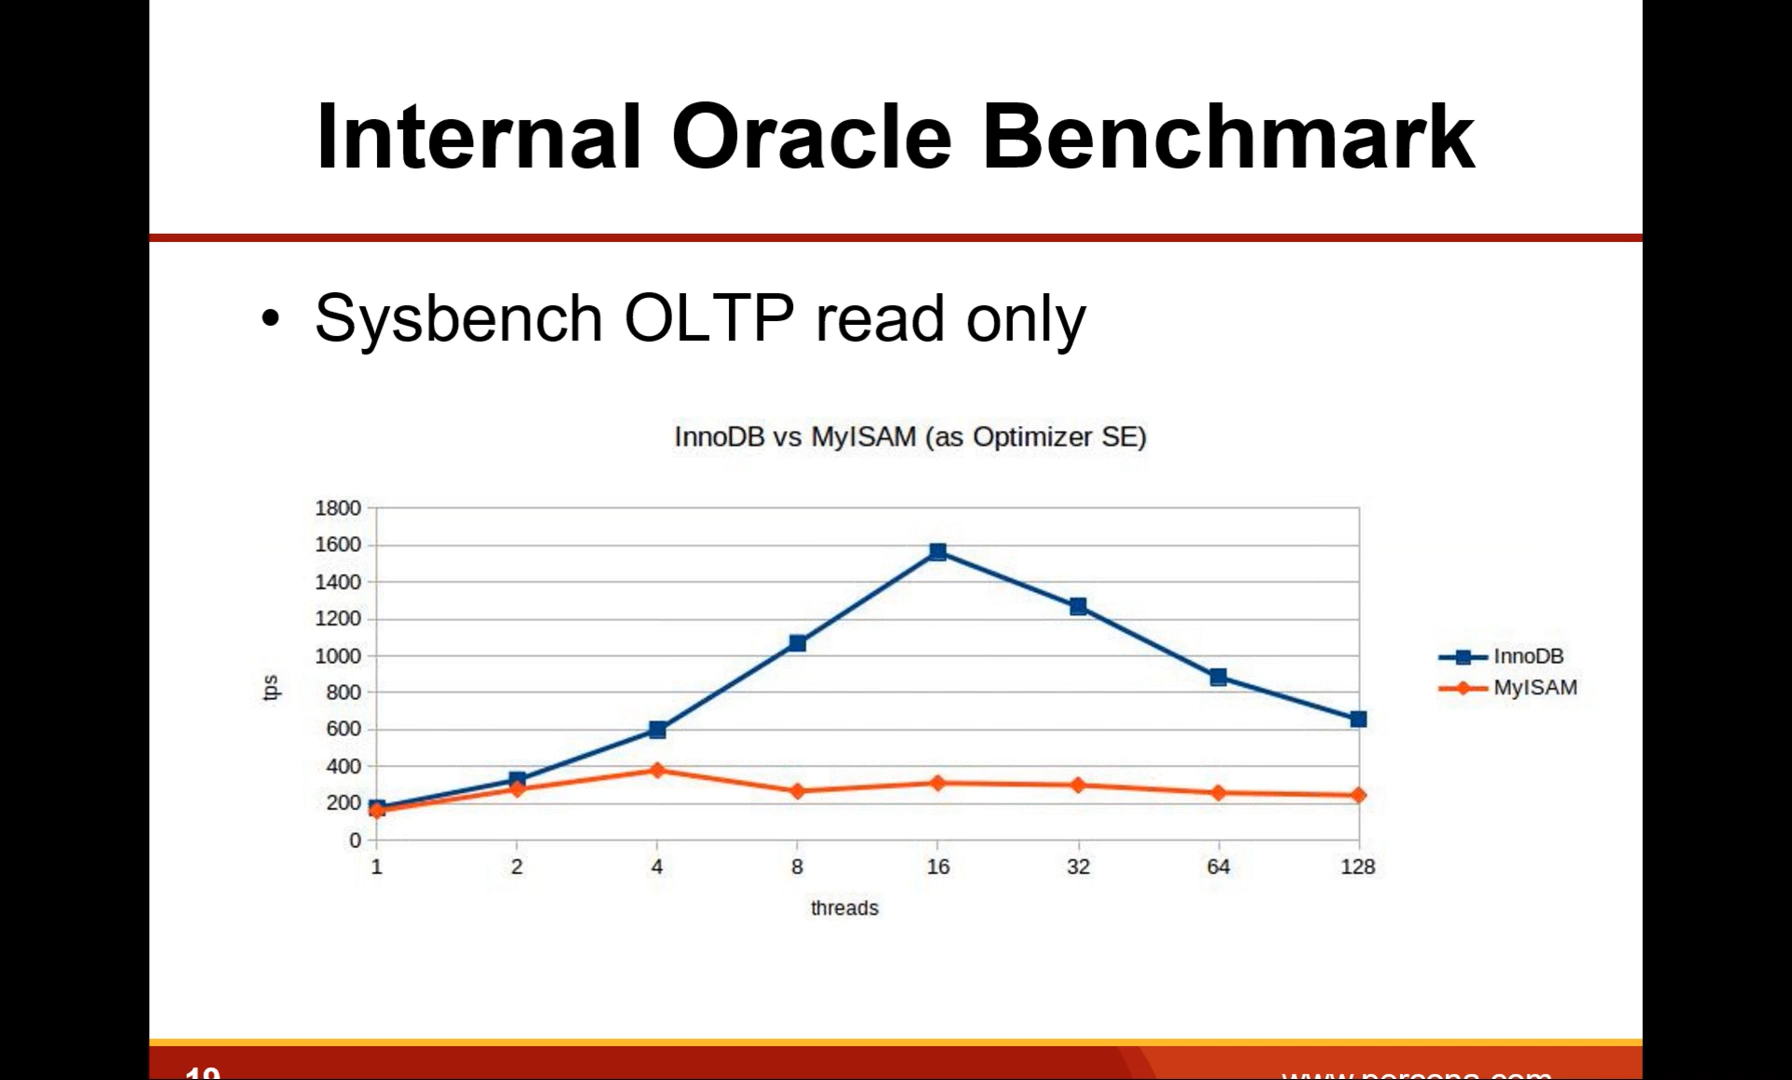 Internal Oracle Benchmark
• Sysbench OLTP read only
InnoDB vs MyISAM (as Optimizer SE)
1800
1600
1400
1200
1000
800
600
400
200
0
tps
1 2 4 8 16 32 64 128
threads
InnoDB
MyISAM
19 www.percona.com